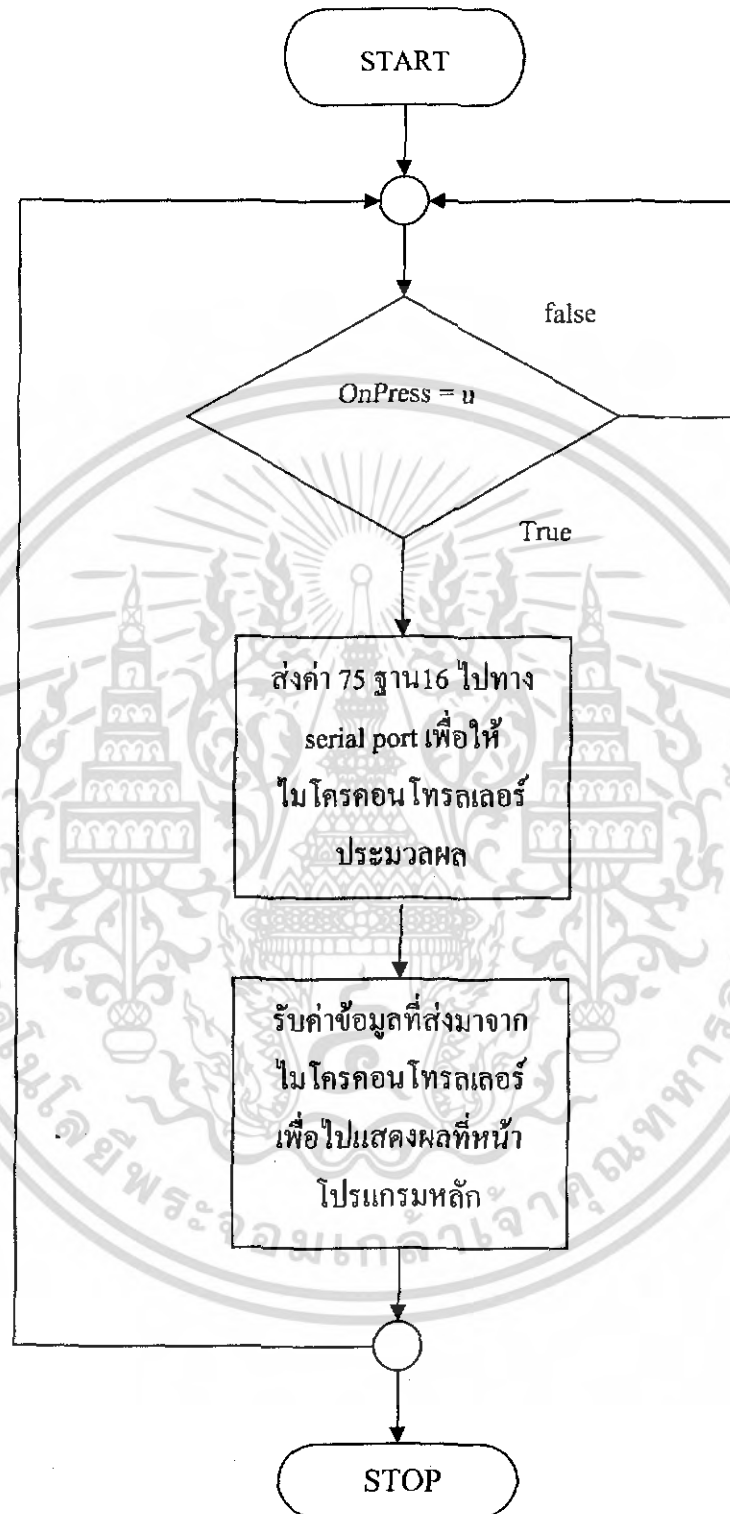 START
false
OnPress = u
True
ส่งค่า 75 ฐาน16 ไปทาง
serial port เพื่อให้
ไมโครคอนโทรลเลอร์
ประมวลผล
รับค่าข้อมูลที่ส่งมาจาก
ไมโครคอนโทรลเลอร์
เพื่อไปแสดงผลที่หน้า
โปรแกรมหลัก
STOP